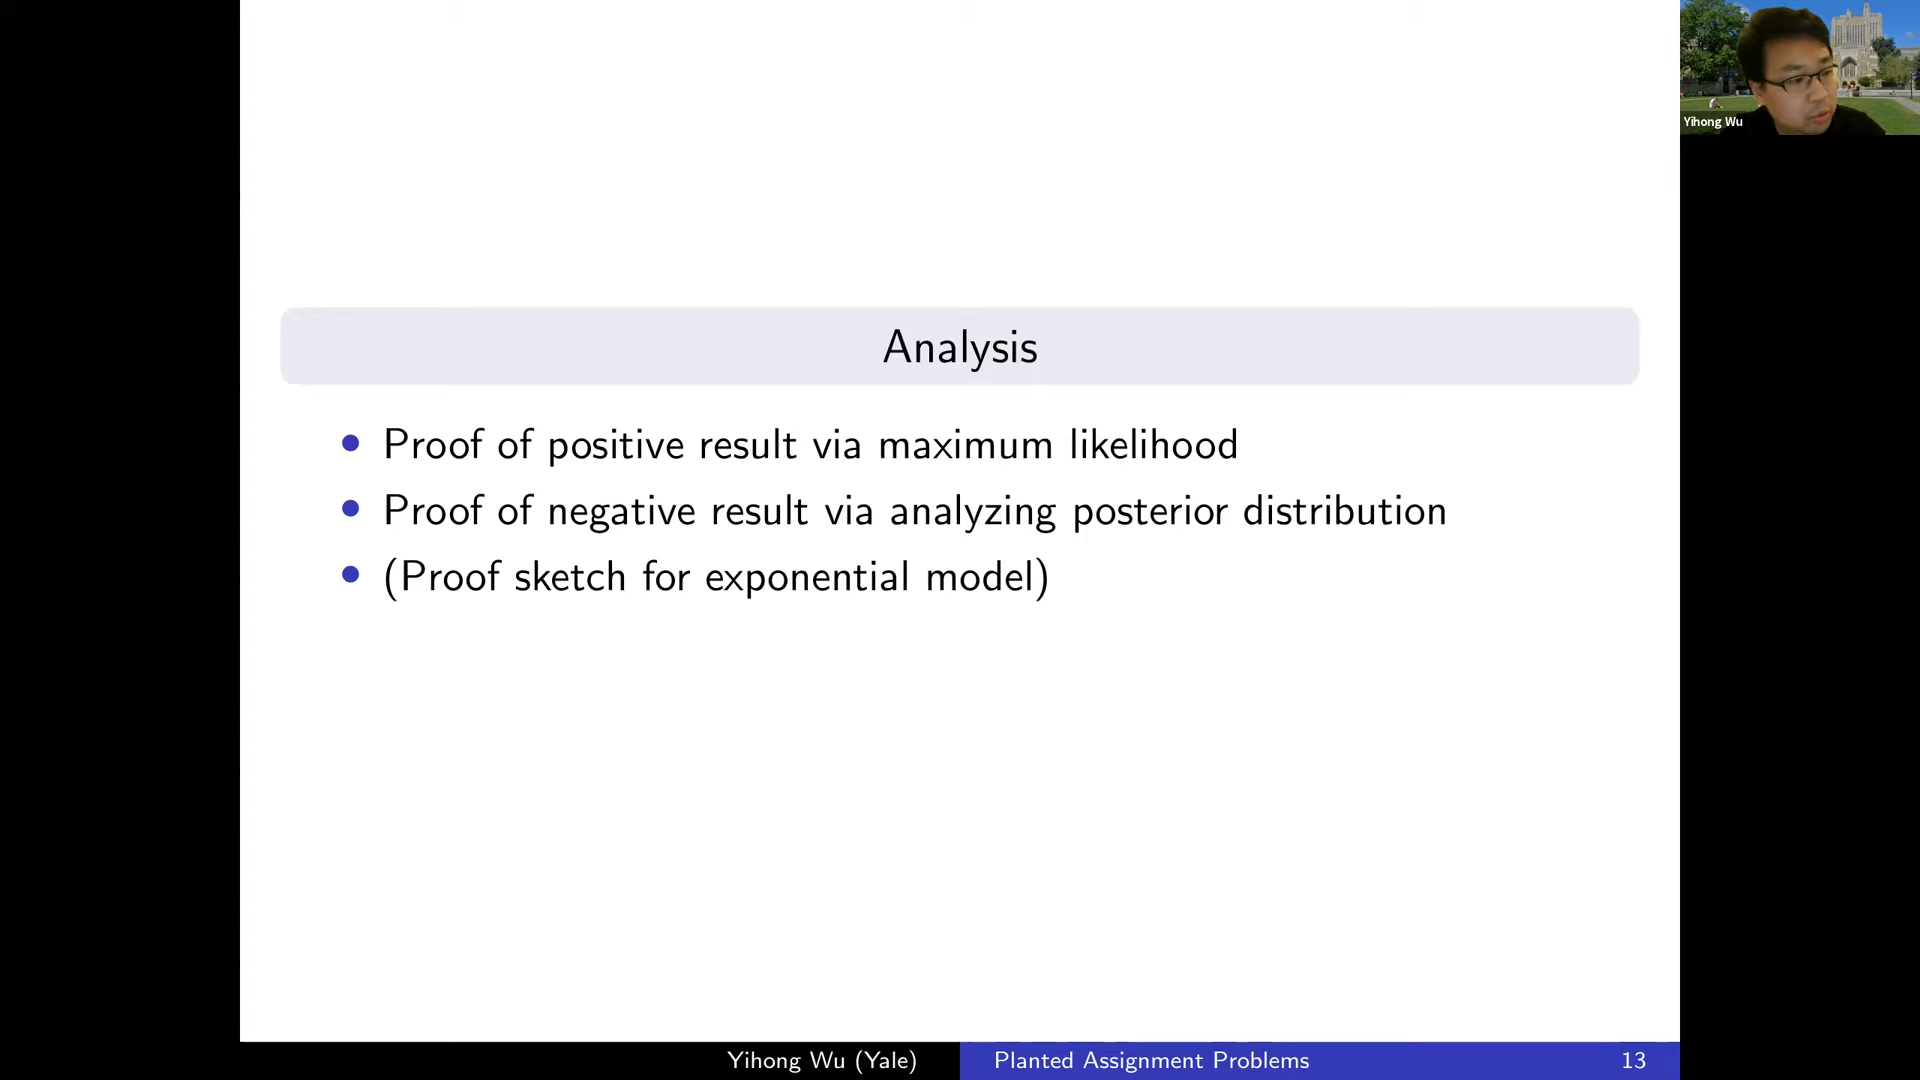 Yihong Wu
Analysis
• Proof of positive result via maximum likelihood
• Proof of negative result via analyzing posterior distribution
• (Proof sketch for exponential model)
Yihong Wu (Yale) Planted Assignment Problems 13